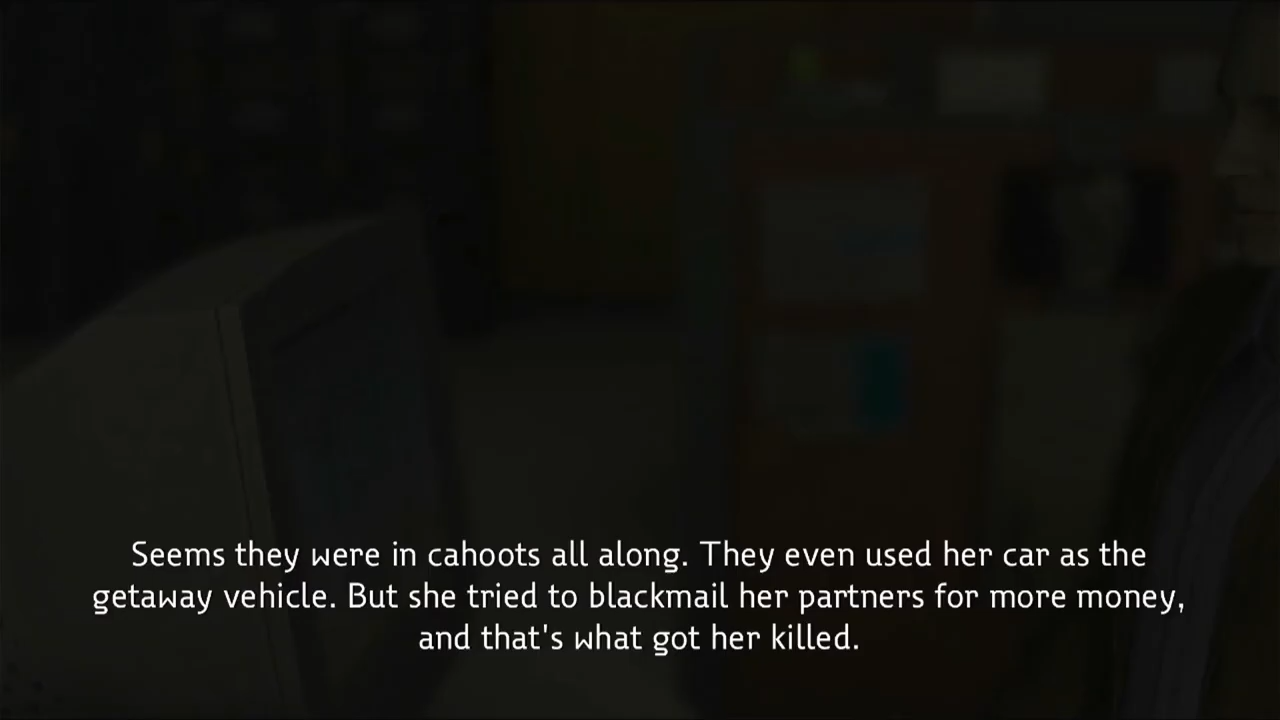 Seems they were in cahoots all along. They even used her car as the
getaway vehicle. But she tried to blackmail her partners for more money,
and that's what got her killed.